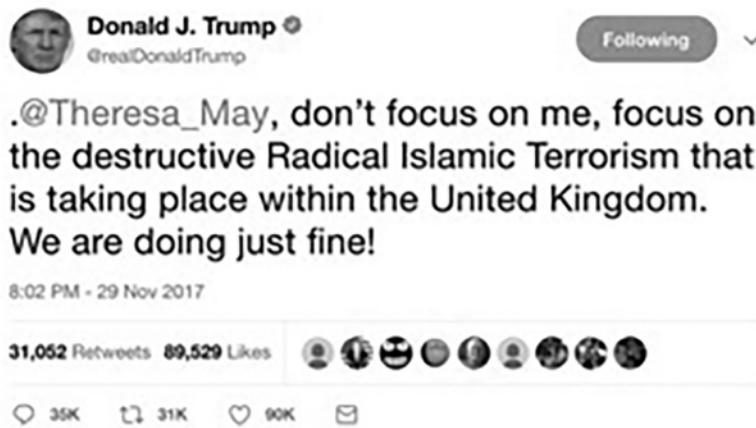 Donald J. Trump
@realDonaldTrump
Following
.@Theresa_May, don’t focus on me, focus on
the destructive Radical Islamic Terrorism that
is taking place within the United Kingdom.
We are doing just fine!
8:02 PM - 29 Nov 2017
31,052 Retweets 89,529 Likes
35K 31K 90K